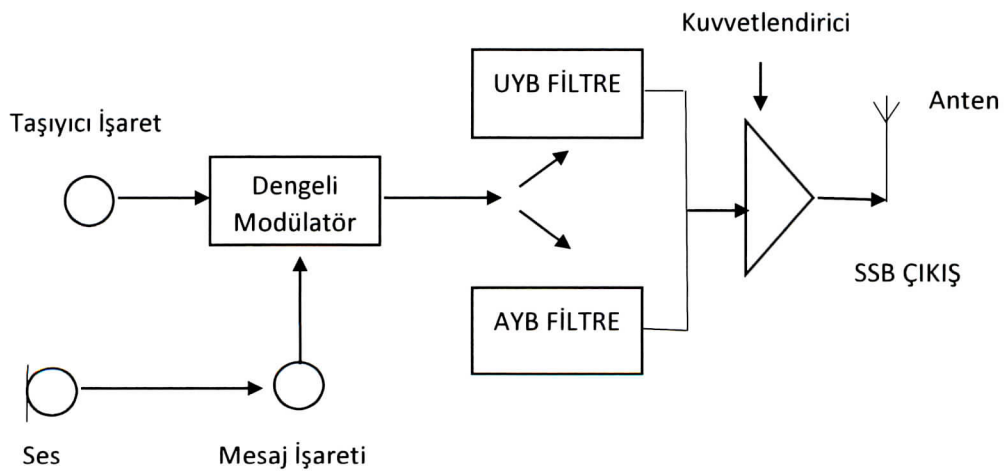 Kuvvetlendirici
UYB FİLTRE
Anten
Taşıyıcı İşaret
Dengeli
Modülatör
SSB ÇIKIŞ
AYB FİLTRE
Ses
Mesaj İşareti